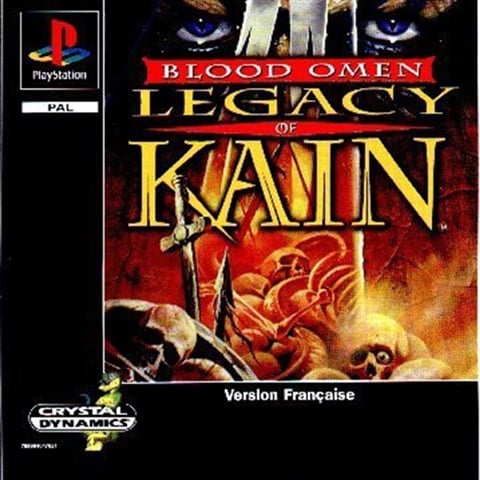 PlayStation
PAL
BLOOD OMEN
LEGACY
OF
KAIN
Version Française
CRYSTAL
DYNAMICS